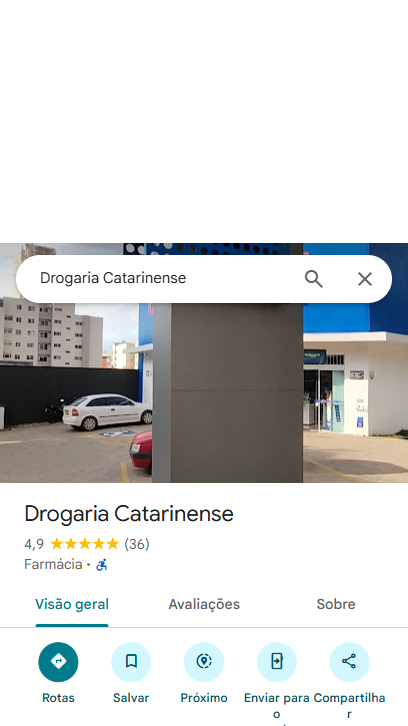 Drogaria Catarinense
Drogaria Catarinense
4,9 (36)
Farmácia ·
Visão geral Avaliações Sobre
Rotas Salvar Próximo Enviar para o Compartilhar